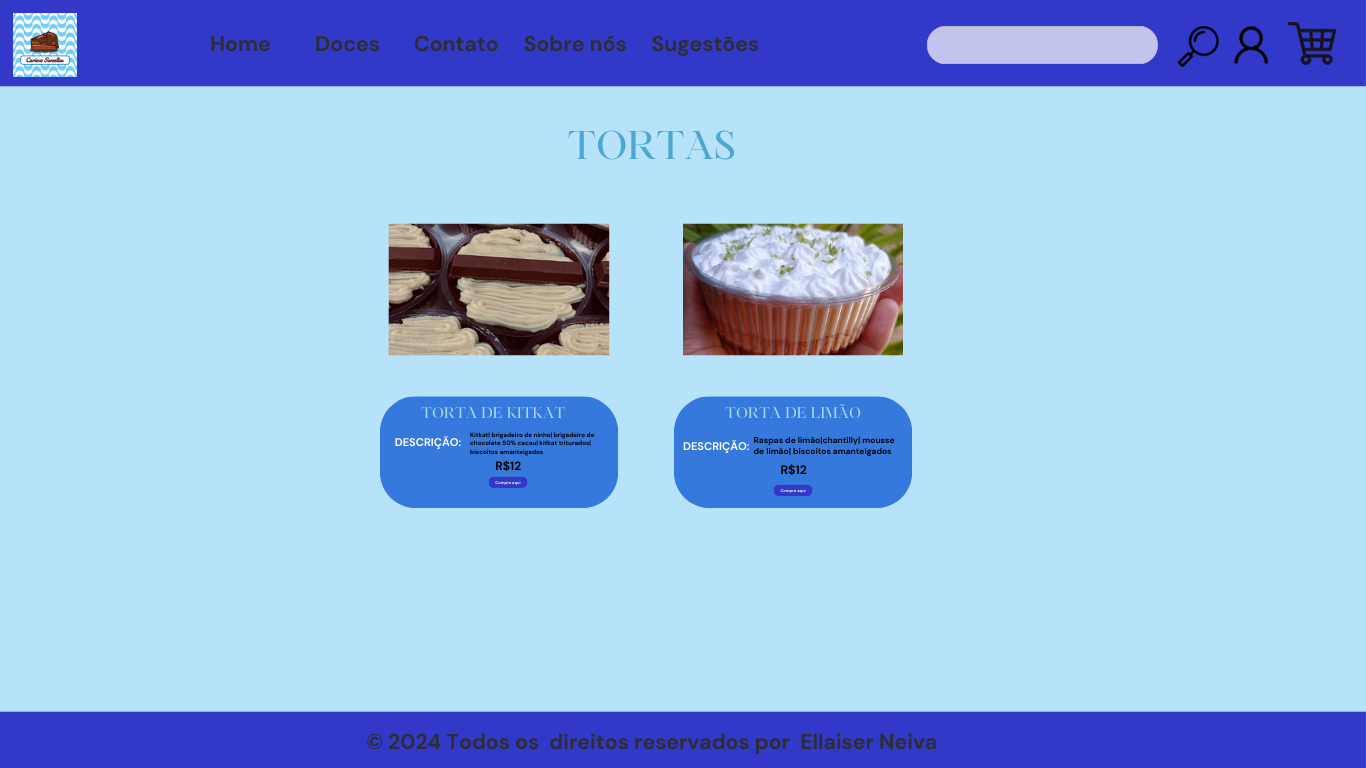 Carioca Sweeties
Home Doces Contato Sobre nós Sugestões
TORTAS
TORTA DE KITKAT
DESCRIÇÃO:
Kitkat| brigadeiro de ninho| brigadeiro de
chocolate 50% cacau| kitkat triturados|
biscoitos amanteigados
R$12
Compre aqui
TORTA DE LIMÃO
DESCRIÇÃO:
Raspas de limão|chantilly| mousse
de limão| biscoitos amanteigados
R$12
Compre aqui
© 2024 Todos os direitos reservados por Ellaiser Neiva